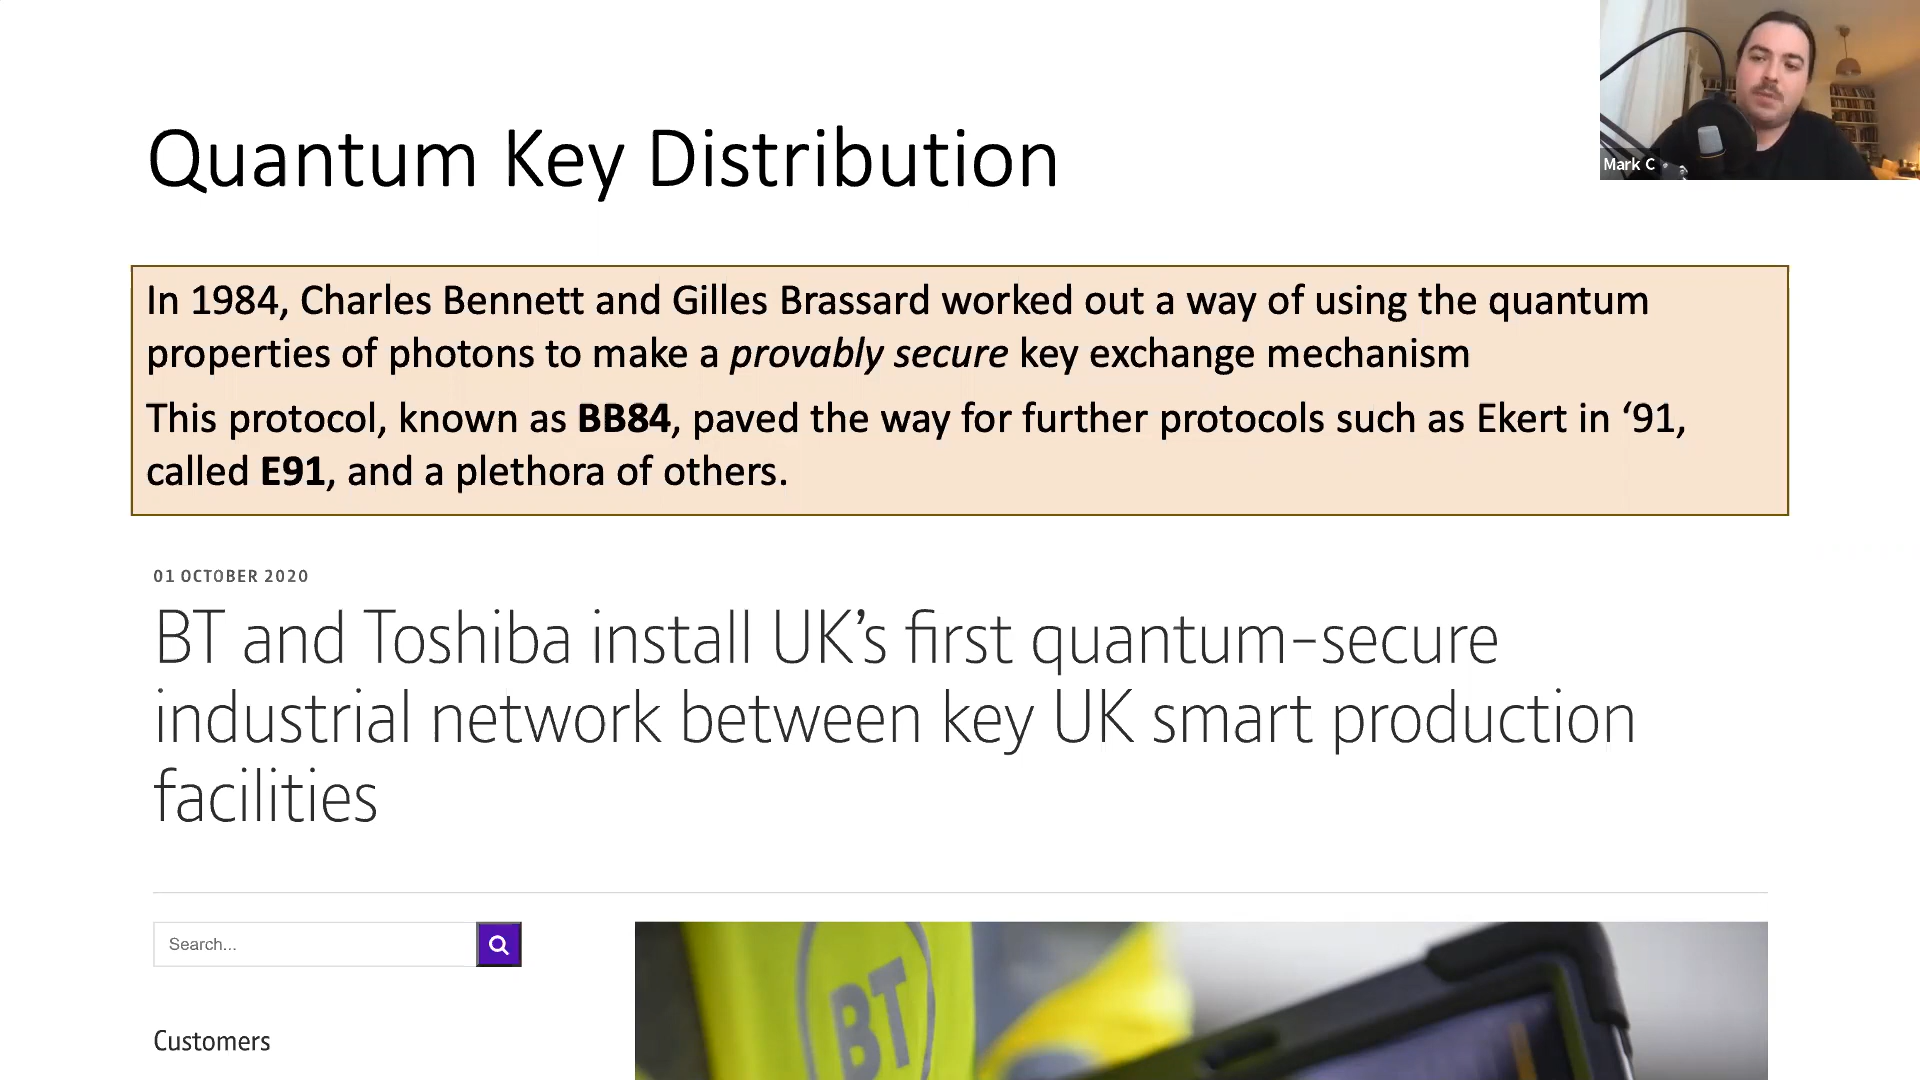 Mark C
Quantum Key Distribution
In 1984, Charles Bennett and Gilles Brassard worked out a way of using the quantum
properties of photons to make a provably secure key exchange mechanism
This protocol, known as BB84, paved the way for further protocols such as Ekert in ‘91,
called E91, and a plethora of others.
01 OCTOBER 2020
BT and Toshiba install UK’s first quantum-secure
industrial network between key UK smart production
facilities
Search...
Customers
BT